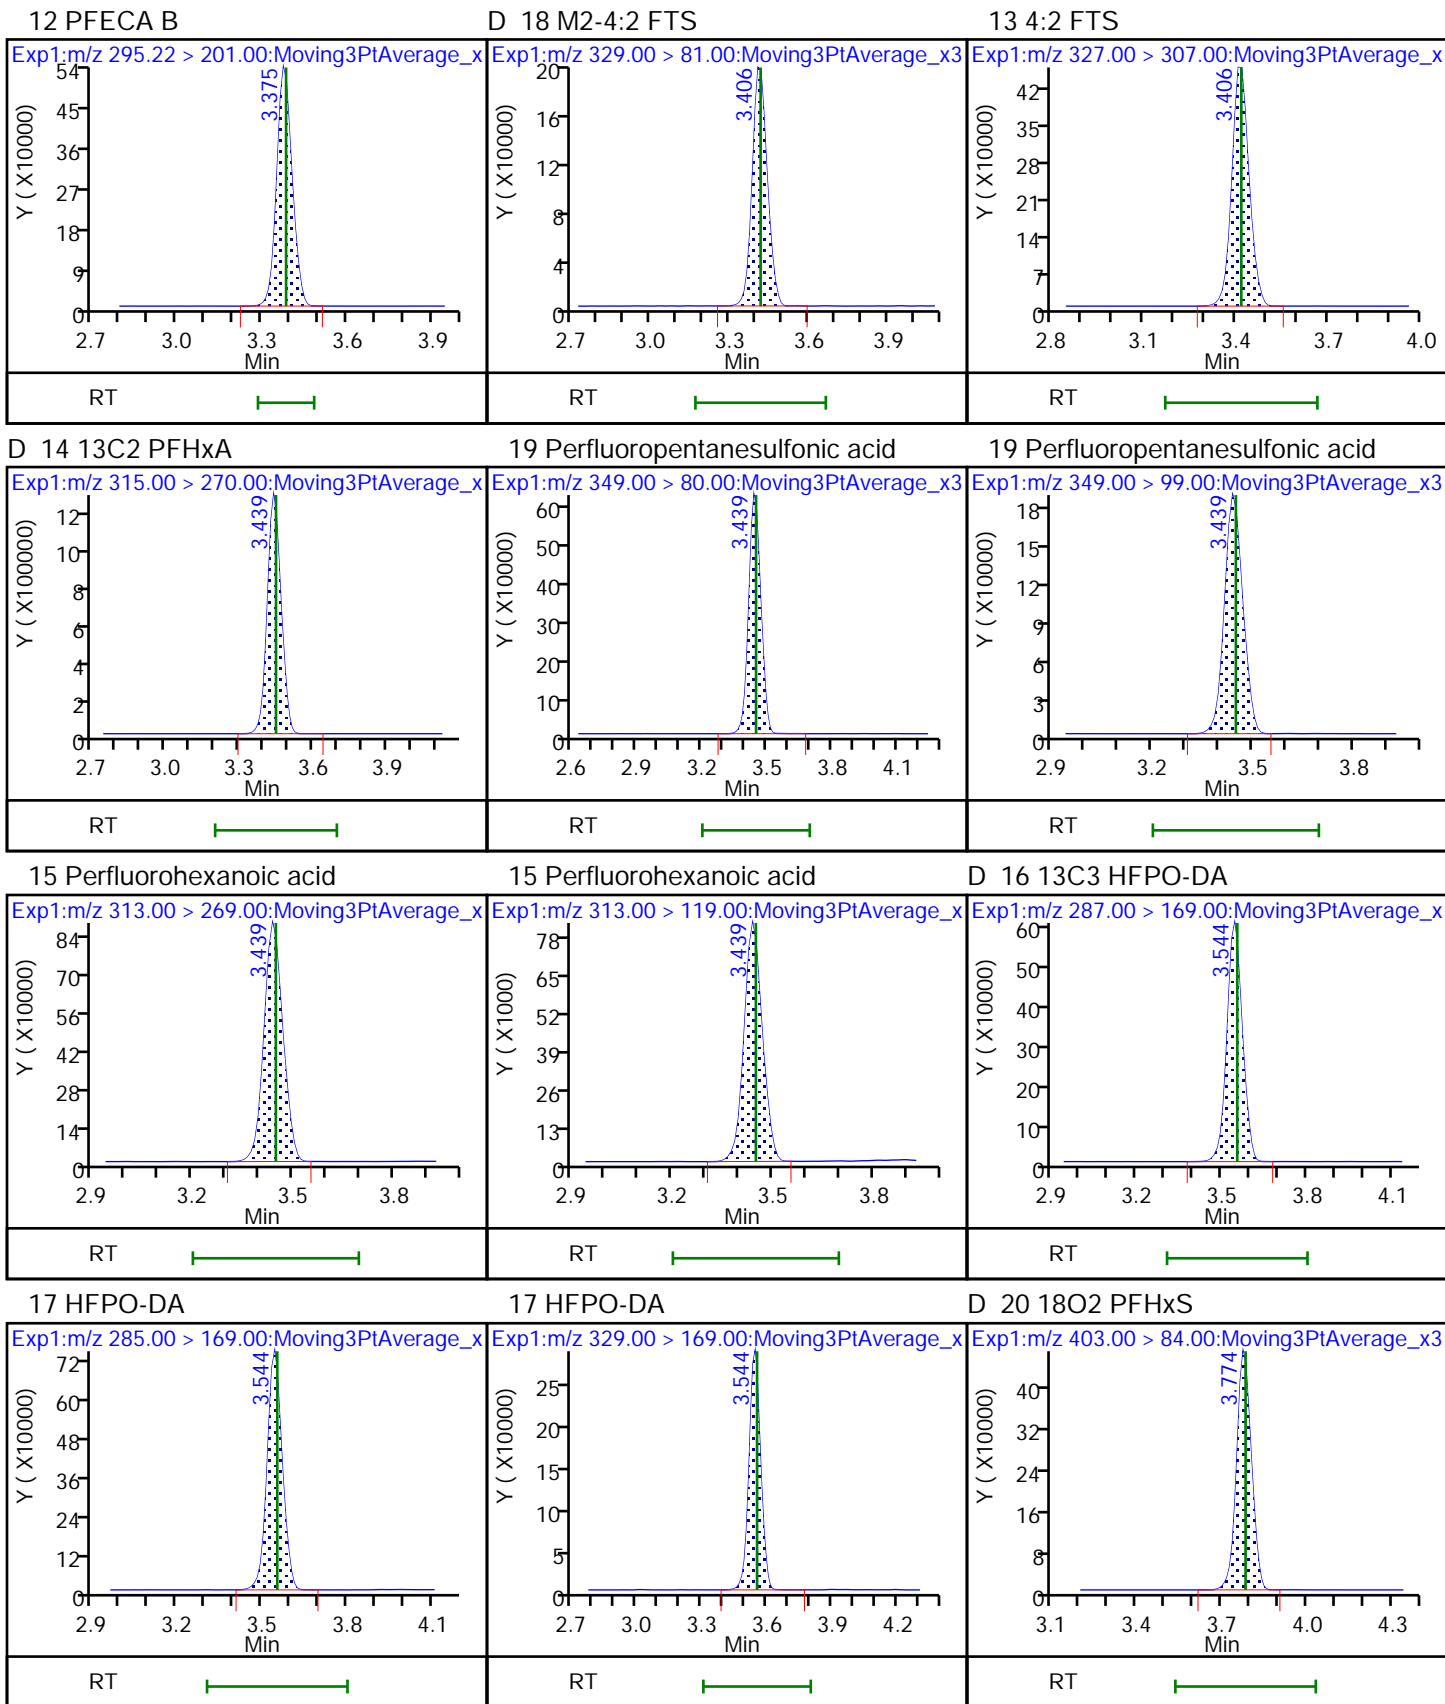 12 PFECA B
Exp1:m/z 295.22 > 201.00:Moving3PtAverage_x
3.375
Y ( X10000)
54
45
36
27
18
9
0
2.7 3.0 3.3 3.6 3.9
Min
RT
D 18 M2-4:2 FTS
Exp1:m/z 329.00 > 81.00:Moving3PtAverage_x3
3.406
Y ( X10000)
20
16
12
8
4
0
2.7 3.0 3.3 3.6 3.9
Min
RT
13 4:2 FTS
Exp1:m/z 327.00 > 307.00:Moving3PtAverage_x
3.406
Y ( X10000)
42
35
28
21
14
7
0
2.8 3.1 3.4 3.7 4.0
Min
RT
D 14 13C2 PFHxA
Exp1:m/z 315.00 > 270.00:Moving3PtAverage_x
3.439
Y ( X100000)
12
10
8
6
4
2
0
2.7 3.0 3.3 3.6 3.9
Min
RT
19 Perfluoropentanesulfonic acid
Exp1:m/z 349.00 > 80.00:Moving3PtAverage_x3
3.439
Y ( X10000)
60
50
40
30
20
10
0
2.6 2.9 3.2 3.5 3.8 4.1
Min
RT
19 Perfluoropentanesulfonic acid
Exp1:m/z 349.00 > 99.00:Moving3PtAverage_x3
3.439
Y ( X10000)
18
15
12
9
6
3
0
2.9 3.2 3.5 3.8
Min
RT
15 Perfluorohexanoic acid
Exp1:m/z 313.00 > 269.00:Moving3PtAverage_x
3.439
Y ( X10000)
84
70
56
42
28
14
0
2.9 3.2 3.5 3.8
Min
RT
15 Perfluorohexanoic acid
Exp1:m/z 313.00 > 119.00:Moving3PtAverage_x
3.439
Y ( X1000)
78
65
52
39
26
13
0
2.9 3.2 3.5 3.8
Min
RT
D 16 13C3 HFPO-DA
Exp1:m/z 287.00 > 169.00:Moving3PtAverage_x
3.544
Y ( X10000)
60
50
40
30
20
10
0
2.9 3.2 3.5 3.8 4.1
Min
RT
17 HFPO-DA
Exp1:m/z 285.00 > 169.00:Moving3PtAverage_x
3.544
Y ( X10000)
72
60
48
36
24
12
0
2.9 3.2 3.5 3.8 4.1
Min
RT
17 HFPO-DA
Exp1:m/z 329.00 > 169.00:Moving3PtAverage_x
3.544
Y ( X10000)
25
20
15
10
5
0
2.7 3.0 3.3 3.6 3.9 4.2
Min
RT
D 20 18O2 PFHxS
Exp1:m/z 403.00 > 84.00:Moving3PtAverage_x3
3.774
Y ( X10000)
40
32
24
16
8
0
3.1 3.4 3.7 4.0 4.3
Min
RT